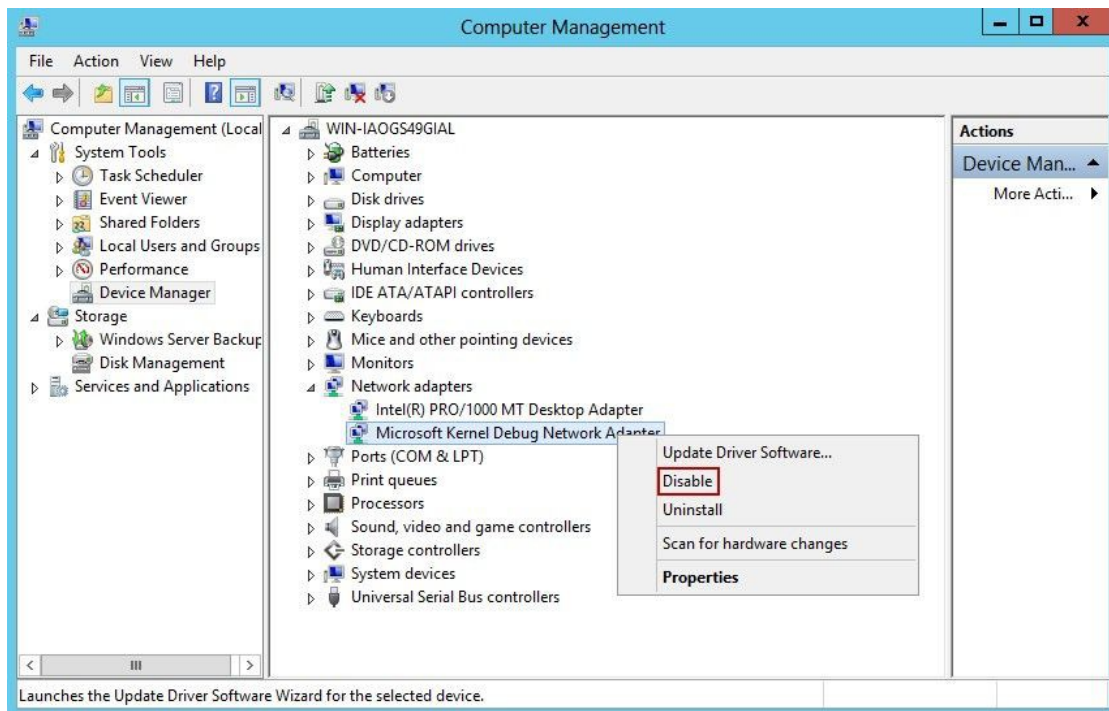 Computer Management
File Action View Help
Computer Management (Local
System Tools
Task Scheduler
Event Viewer
Shared Folders
Local Users and Groups
Performance
Device Manager
Storage
Windows Server Backup
Disk Management
Services and Applications
WIN-IAOGS49GIAL
Batteries
Computer
Disk drives
Display adapters
DVD/CD-ROM drives
Human Interface Devices
IDE ATA/ATAPI controllers
Keyboards
Mice and other pointing devices
Monitors
Network adapters
Intel(R) PRO/1000 MT Desktop Adapter
Microsoft Kernel Debug Network Adapter
Ports (COM & LPT)
Print queues
Processors
Sound, video and game controllers
Storage controllers
System devices
Universal Serial Bus controllers
Update Driver Software...
Disable
Uninstall
Scan for hardware changes
Properties
Actions
Device Man...
More Acti...
Launches the Update Driver Software Wizard for the selected device.